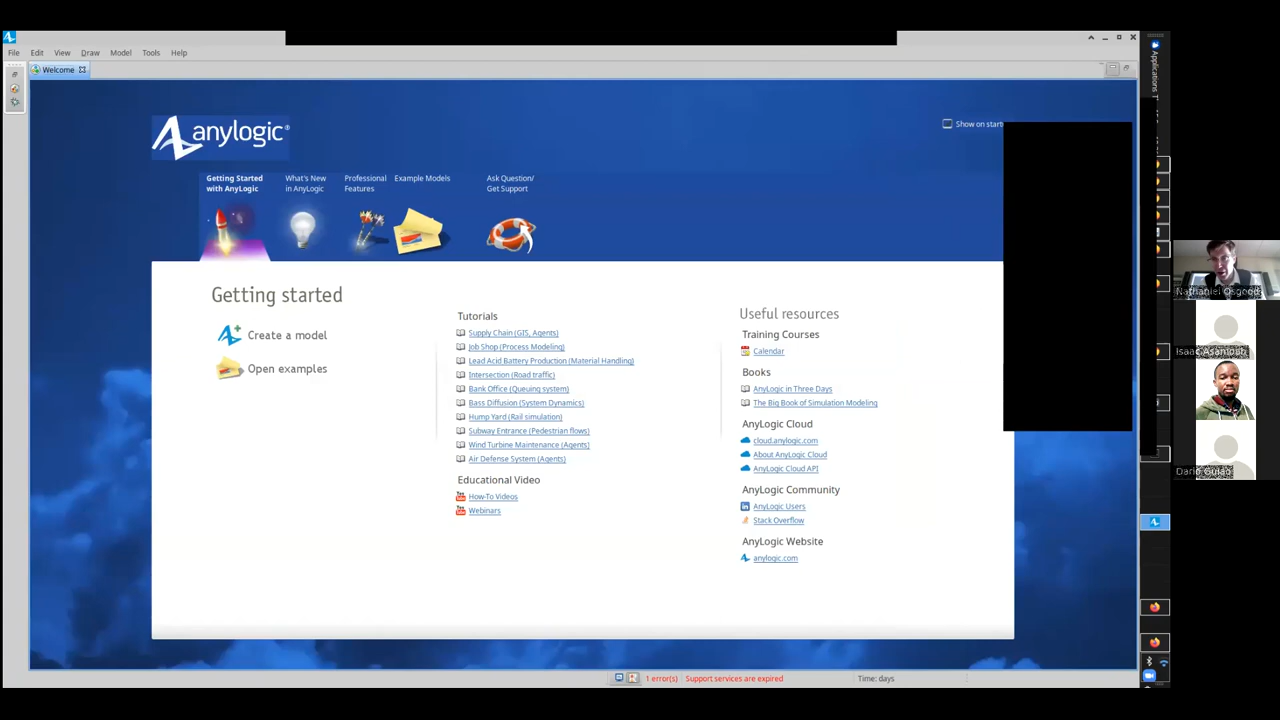 File Edit View Draw Model Tools Help
Welcome
anylogic®
Show on start
Getting Started
with AnyLogic
What's New
in AnyLogic
Professional
Features
Example Models
Ask Question/
Get Support
Getting started
Create a model
Open examples
Tutorials
Supply Chain (GIS, Agents)
Job Shop (Process Modeling)
Lead Acid Battery Production (Material Handling)
Intersection (Road traffic)
Bank Office (Queuing system)
Bass Diffusion (System Dynamics)
Hump Yard (Rail simulation)
Subway Entrance (Pedestrian flows)
Wind Turbine Maintenance (Agents)
Air Defense System (Agents)
Educational Video
How-To Videos
Webinars
Useful resources
Training Courses
Calendar
Books
AnyLogic in Three Days
The Big Book of Simulation Modeling
AnyLogic Cloud
cloud.anylogic.com
About AnyLogic Cloud
AnyLogic Cloud API
AnyLogic Community
AnyLogic Users
Stack Overflow
AnyLogic Website
anylogic.com
1 error(s) Support services are expired Time: days
Applications
Nathaniel Osgood
Isaac Asambah